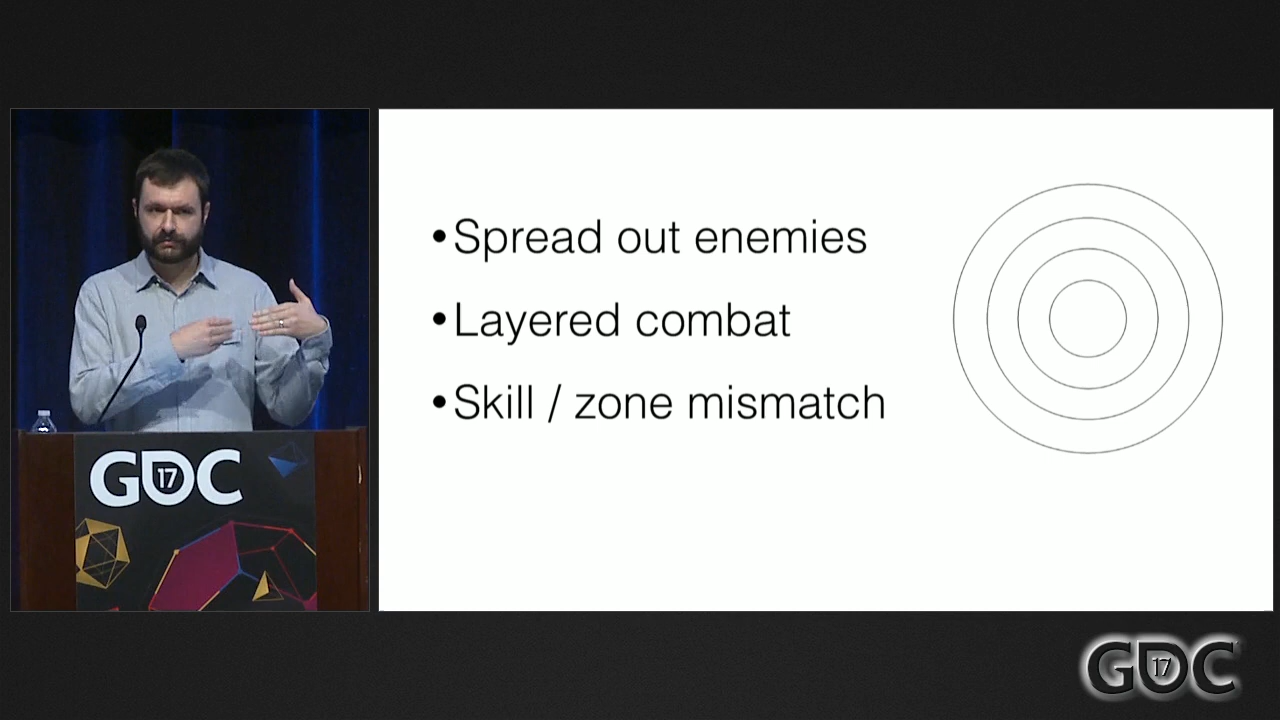 •Spread out enemies
•Layered combat
•Skill / zone mismatch
GDC 17
GDC 17